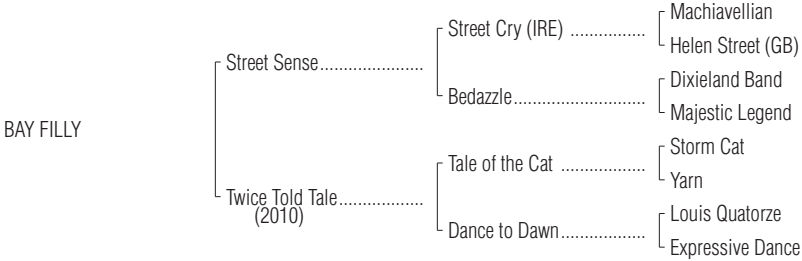 Machiavellian
Street Cry (IRE) ................
Helen Street (GB)
Street Sense......................
Dixieland Band
Bedazzle............................
Majestic Legend
BAY FILLY
Storm Cat
Tale of the Cat ..................
Yarn
Twice Told Tale..................
(2010)
Louis Quatorze
Dance to Dawn..................
Expressive Dance